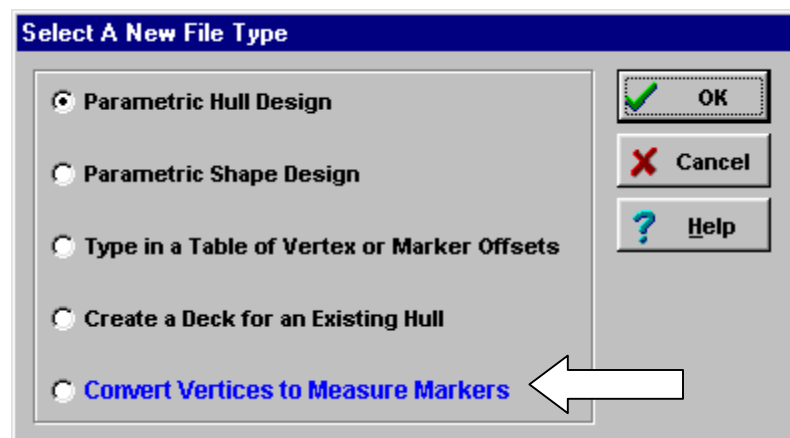 Select A New File Type
Parametric Hull Design
Parametric Shape Design
Type in a Table of Vertex or Marker Offsets
Create a Deck for an Existing Hull
Convert Vertices to Measure Markers
OK
Cancel
Help